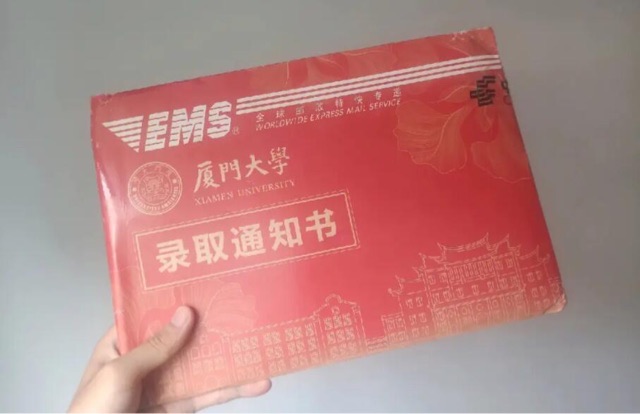 EMS
全球邮政特快专递
WORLDWIDE EXPRESS MAIL SERVICE
厦門大學
XIAMEN UNIVERSITY
录取通知书